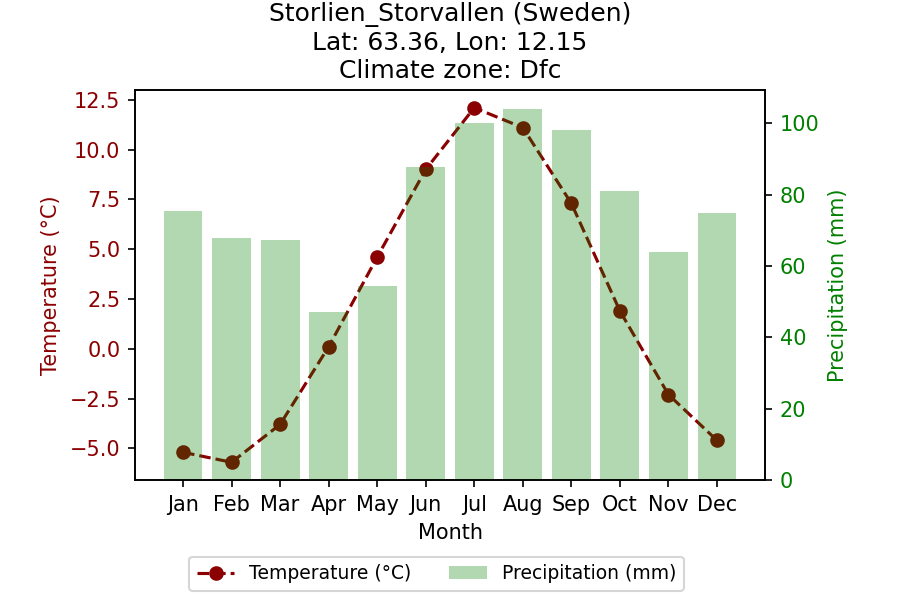 Storlien_Storvallen (Sweden)
Lat: 63.36, Lon: 12.15
Climate zone: Dfc
12.5
10.0
7.5
5.0
2.5
0.0
−2.5
−5.0
Temperature (°C)
100
80
60
40
20
0
Precipitation (mm)
Jan Feb Mar Apr May Jun Jul Aug Sep Oct Nov Dec
Month
Temperature (°C) Precipitation (mm)